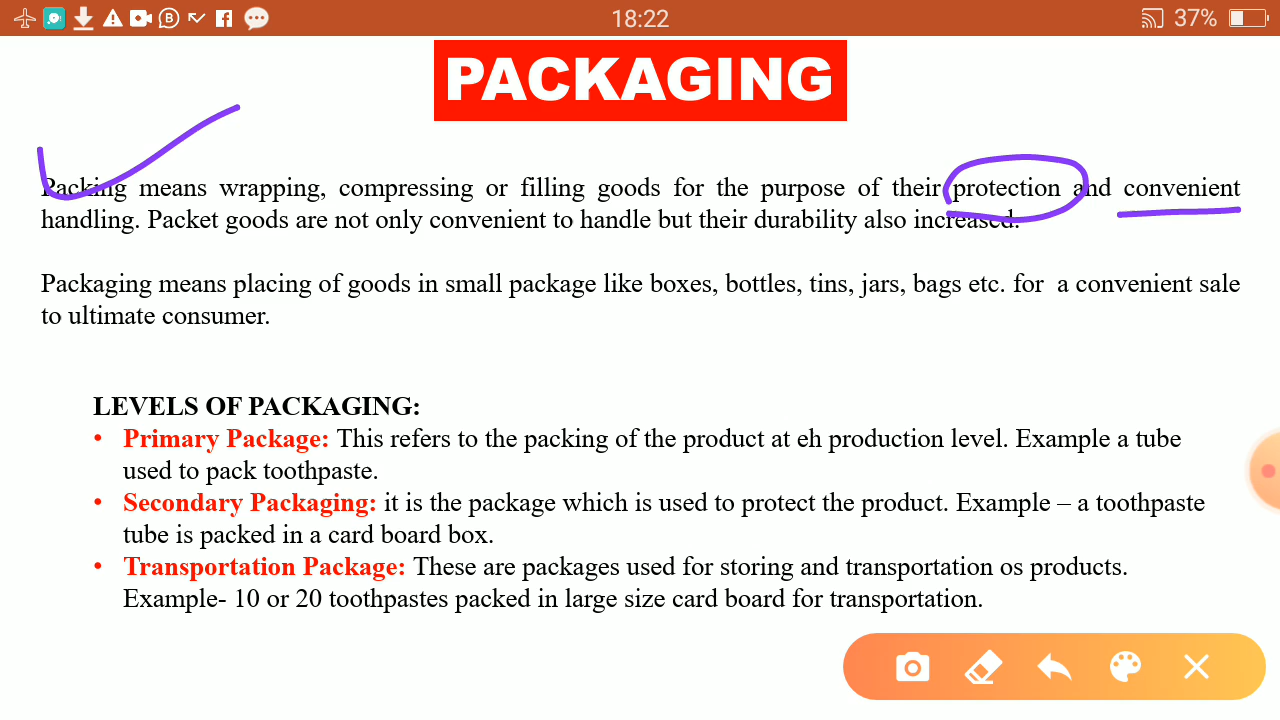 18:22
37%
PACKAGING
Packing means wrapping, compressing or filling goods for the purpose of their protection and convenient
handling. Packet goods are not only convenient to handle but their durability also increased.
Packaging means placing of goods in small package like boxes, bottles, tins, jars, bags etc. for a convenient sale
to ultimate consumer.
LEVELS OF PACKAGING:
• Primary Package: This refers to the packing of the product at eh production level. Example a tube
used to pack toothpaste.
• Secondary Packaging: it is the package which is used to protect the product. Example – a toothpaste
tube is packed in a card board box.
• Transportation Package: These are packages used for storing and transportation os products.
Example- 10 or 20 toothpastes packed in large size card board for transportation.